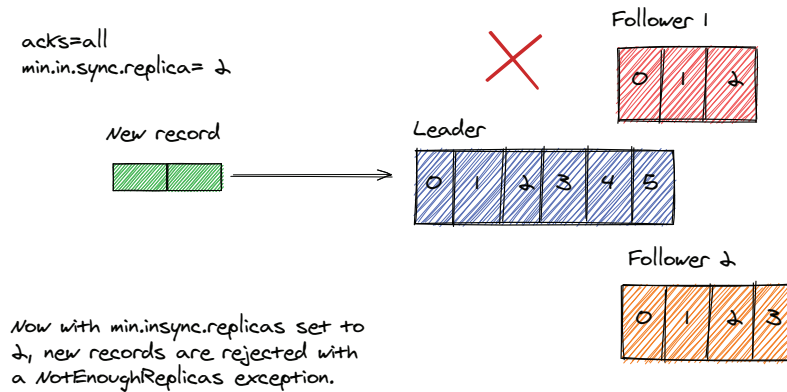 acks=all
min.in.sync.replica= 2
Follower 1
0 1 2
New record
Leader
0 1 2 3 4 5
Follower 2
0 1 2 3
Now with min.insync.replicas set to
2, new records are rejected with
a NotEnoughReplicas exception.